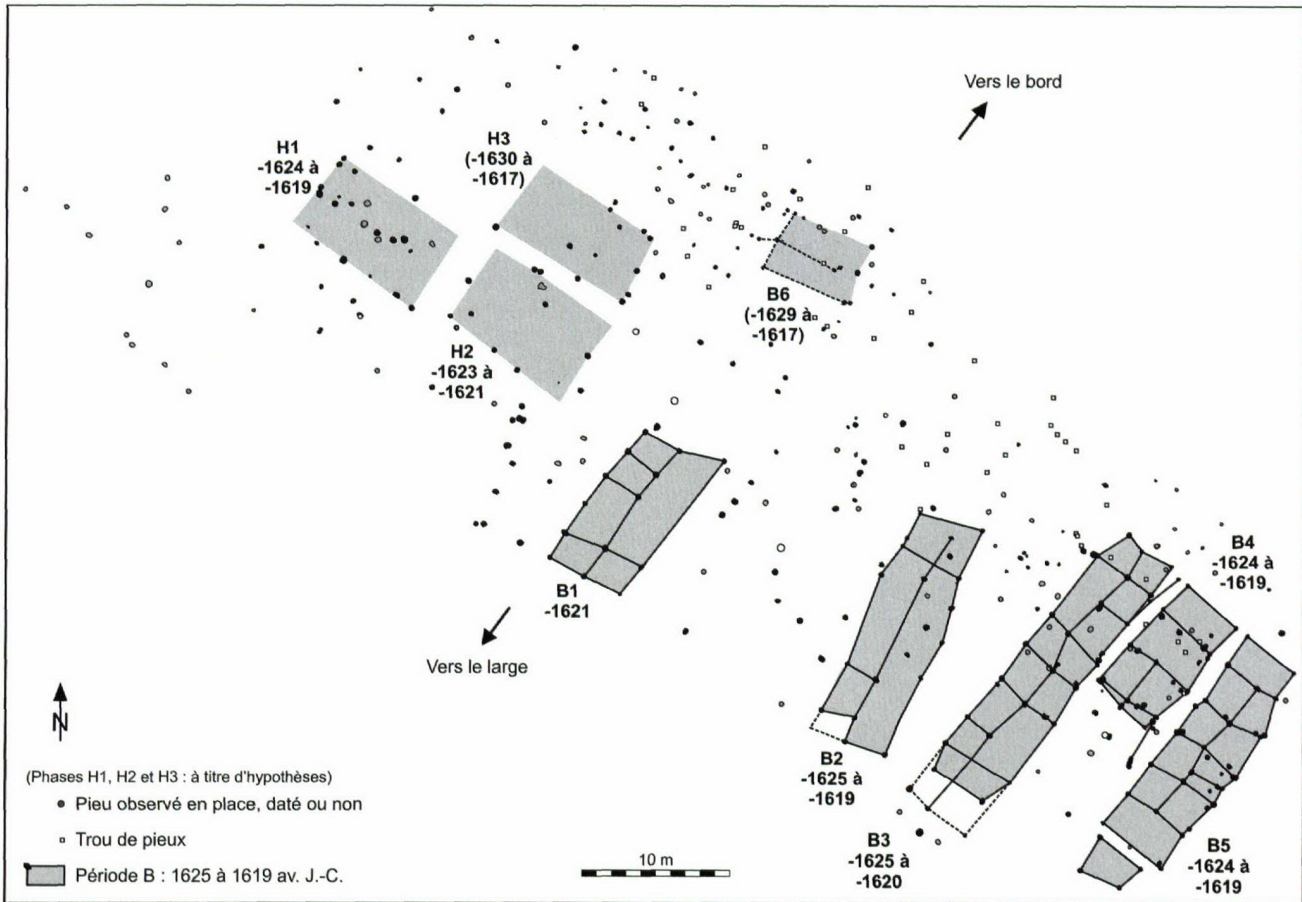 Vers le bord
H1
-1624 à
-1619
H3
(-1630 à
-1617)
B6
(-1629 à
-1617)
H2
-1623 à
-1621
B1
-1621
Vers le large
B4
-1624 à
-1619
B2
-1625 à
-1619
B3
-1625 à
-1620
B5
-1624 à
-1619
N
(Phases H1, H2 et H3 : à titre d'hypothèses)
Pieu observé en place, daté ou non
Trou de pieux
Période B : 1625 à 1619 av. J.-C.
10 m